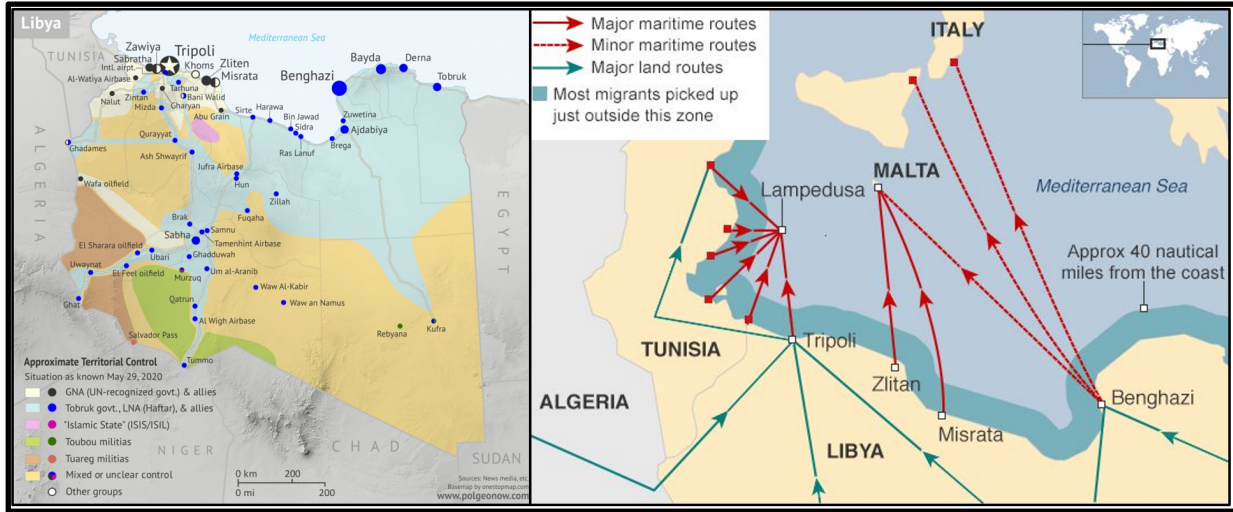 Libya
Mediterranean Sea
TUNISIA
Zawiya
Tripoli
Sabratha
Intl. airpt.
Khoms
Zliten
Misrata
Al-Watiya Airbase
Tarhuna
Bani Walid
Nalut
Zintan
Gharyan
Mizda
Abu Grain
Sirte
Harawa
Bin Jawad
Sidra
Ras Lanuf
Brega
Benghazi
Bayda
Derna
Tobruk
Zuwetina
Ajdabiya
ALGERIA
Qurayyat
Ghadames
Ash Shwayrif
Jufra Airbase
Hun
Wafa oilfield
Zillah
Fuqaha
EGYPT
Brak
Samnu
Sabha
Tamenhint Airbase
El Sharara oilfield
Ubari
Ghadduwah
Uwaynat
El Feel oilfield
Murzuq
Um al-Aranib
Ghat
Qatrun
Waw Al-Kabir
Waw an Namus
Al Wigh Airbase
Rebyana
Kufra
Salvador Pass
Tummo
Approximate Territorial Control
Situation as known May 29, 2020
GNA (UN-recognized govt.) & allies
Tobruk govt., LNA (Haftar), & allies
"Islamic State" (ISIS/ISIL)
Toubou militias
Tuareg militias
Mixed or unclear control
Other groups
NIGER
CHAD
SUDAN
0 km 200
0 mi 200
Sources: News media, etc.
Basemap by onestopmap.com
www.polgeonow.com
Major maritime routes
Minor maritime routes
Major land routes
Most migrants picked up
just outside this zone
ITALY
MALTA
Lampedusa
Mediterranean Sea
Approx 40 nautical
miles from the coast
TUNISIA
Tripoli
Zlitan
Misrata
Benghazi
ALGERIA
LIBYA